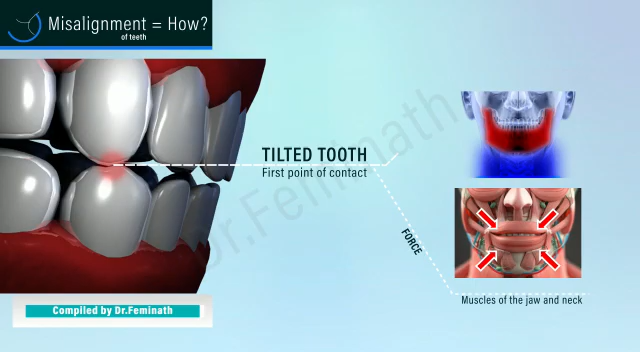 Misalignment = How?
of teeth
TILTED TOOTH
First point of contact
FORCE
Muscles of the jaw and neck
Compiled by Dr.Feminath
Dr.Feminath